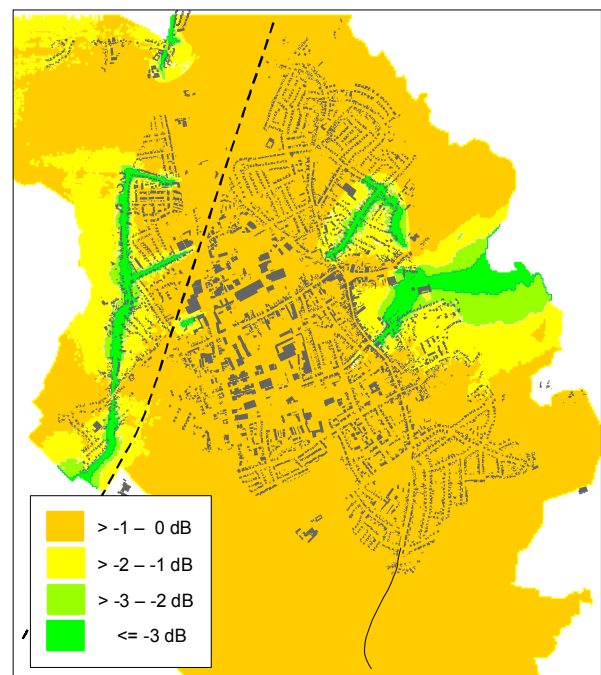 > -1 – 0 dB
> -2 – -1 dB
> -3 – -2 dB
<= -3 dB